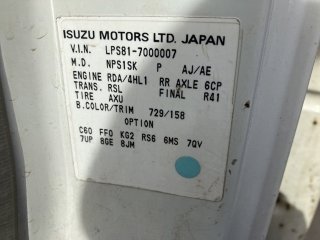 ISUZU MOTORS LTD. JAPAN
V.I.N. LPS81-7000007
M.D. NPS1SK P AJ/AE
ENGINE RDA/4HL1 RR AXLE 6CP
TRANS. RSL FINAL R41
TIRE AXU
B.COLOR/TRIM 729/158
OPTION
C60 FF0 KG2 RS6 6MS 7QV
7UP 8GE 8JM